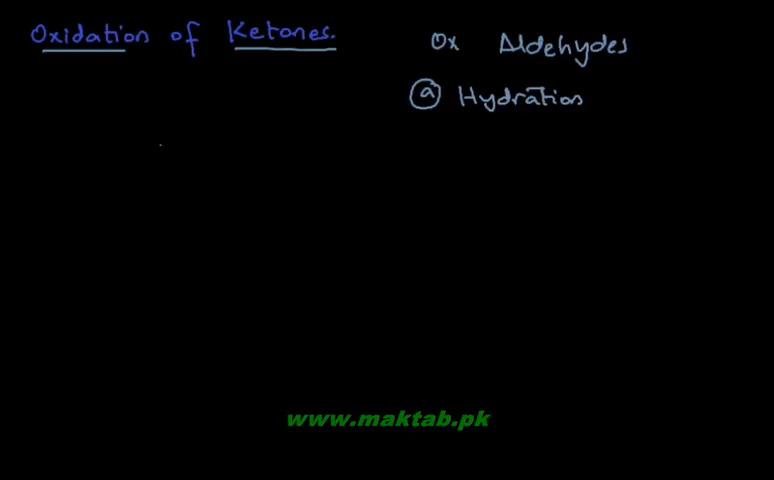 Oxidation of Ketones.
Ox Aldehydes
(a) Hydration
www.maktab.pk